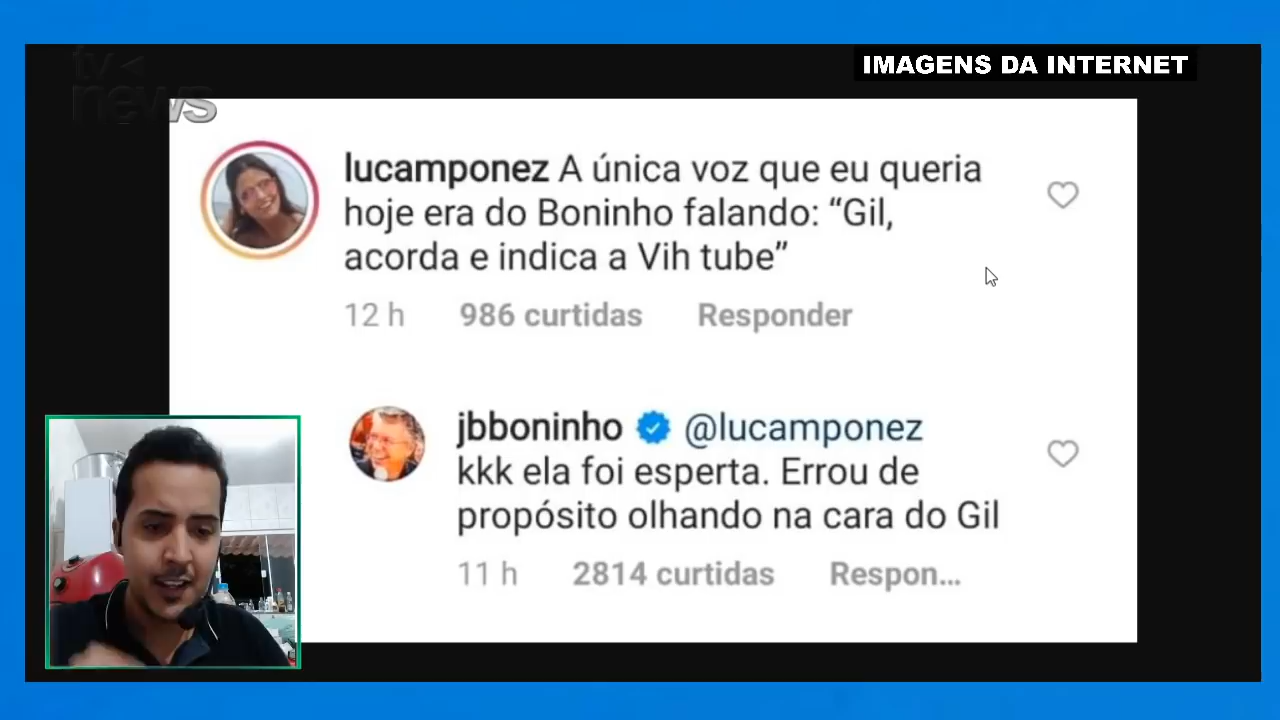 tv
news
IMAGENS DA INTERNET
lucamponez A única voz que eu queria
hoje era do Boninho falando: “Gil,
acorda e indica a Vih tube”
12 h 986 curtidas Responder
jbboninho @lucamponez
kkk ela foi esperta. Errou de
propósito olhando na cara do Gil
11 h 2814 curtidas Respon...